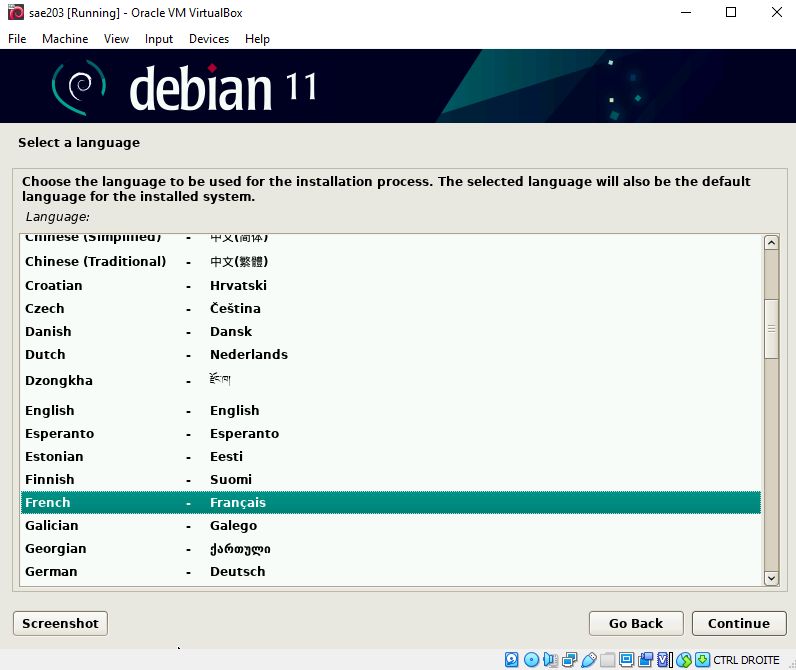 sae203 [Running] - Oracle VM VirtualBox
File Machine View Input Devices Help
debian 11
Select a language
Choose the language to be used for the installation process. The selected language will also be the default
language for the installed system.
Language:
Chinese (Simplified) - 中文(简体)
Chinese (Traditional) - 中文(繁體)
Croatian - Hrvatski
Czech - Čeština
Danish - Dansk
Dutch - Nederlands
Dzongkha - རྫོང་ཁ།
English - English
Esperanto - Esperanto
Estonian - Eesti
Finnish - Suomi
French - Français
Galician - Galego
Georgian - ქართული
German - Deutsch
Screenshot Go Back Continue
CTRL DROITE